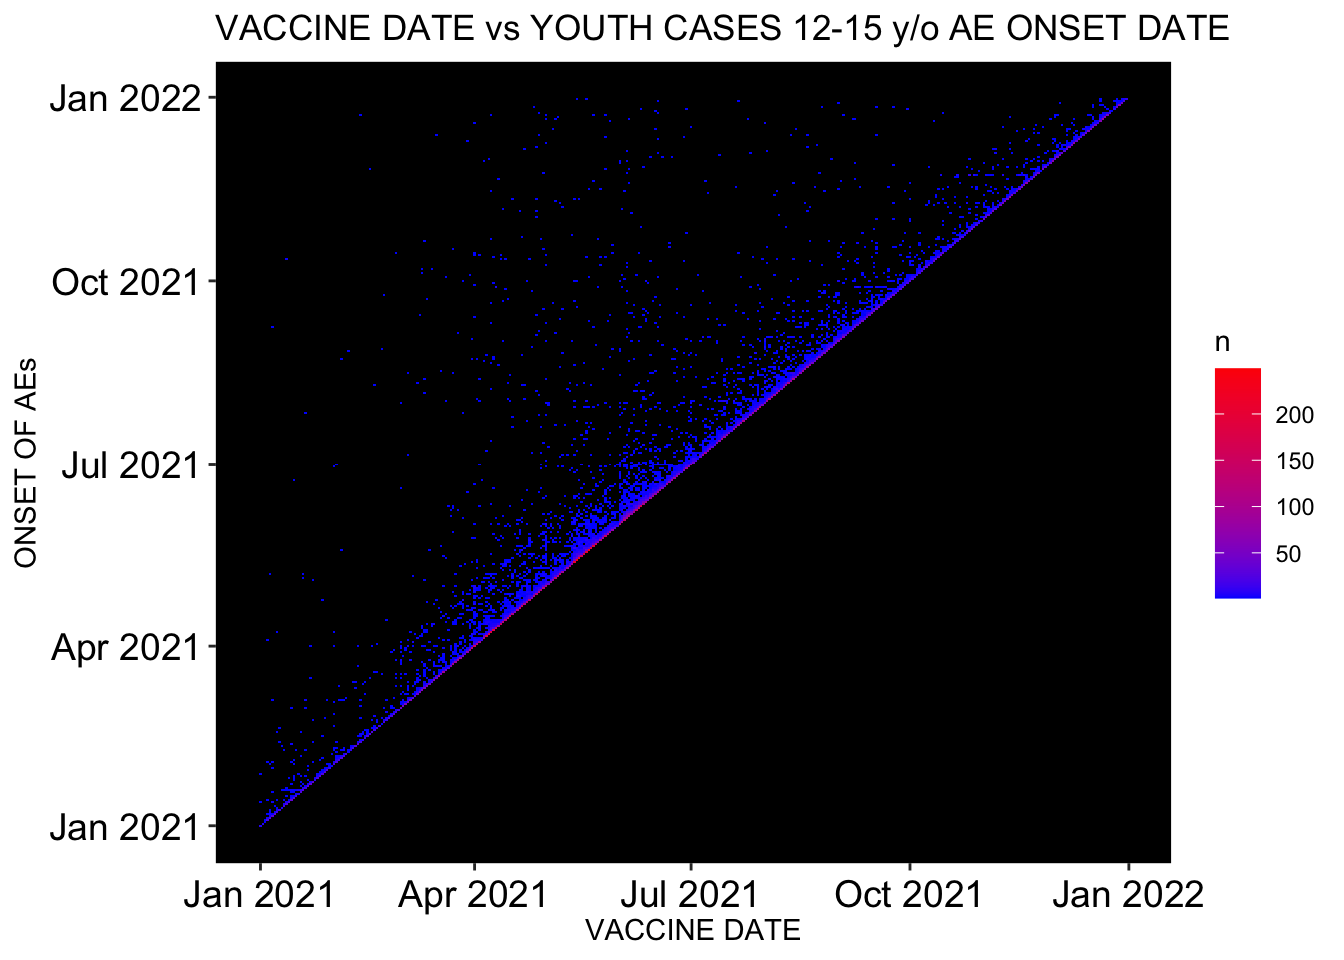 VACCINE DATE vs YOUTH CASES 12-15 y/o AE ONSET DATE
Jan 2022
Oct 2021
Jul 2021
Apr 2021
Jan 2021
ONSET OF AEs
Jan 2021
Apr 2021
Jul 2021
Oct 2021
Jan 2022
VACCINE DATE
n
200
150
100
50